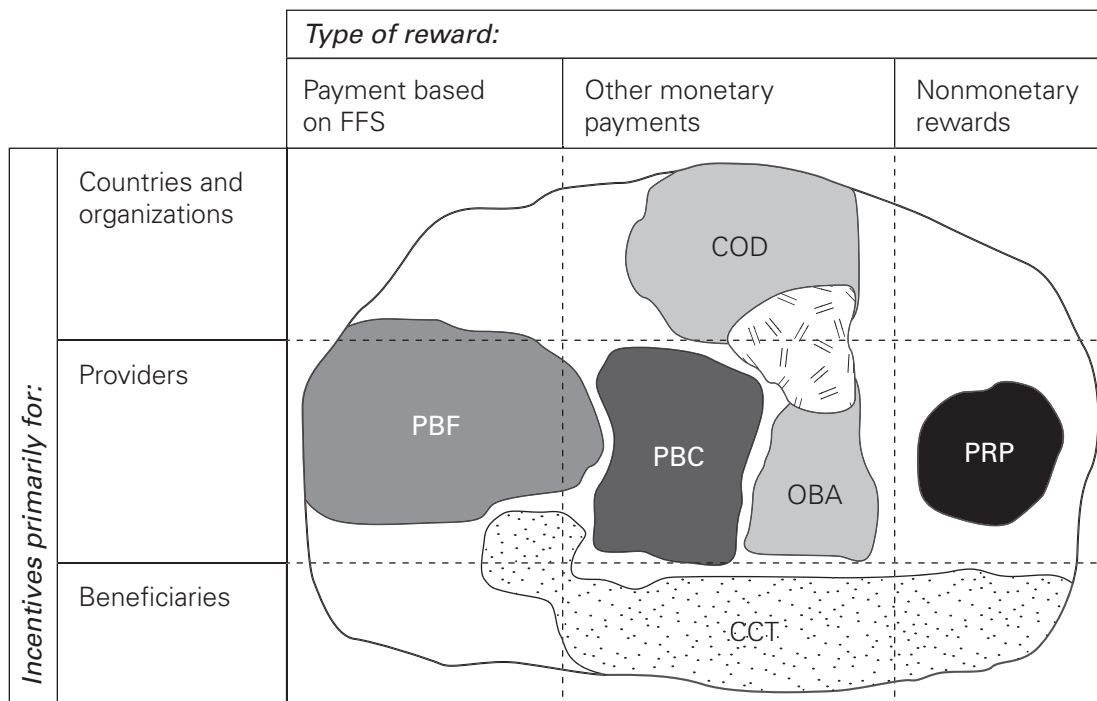 Type of reward:
Payment based
on FFS
Other monetary
payments
Nonmonetary
rewards
Incentives primarily for:
Countries and
organizations
COD
Providers
PBF
PBC
OBA
PRP
Beneficiaries
CCT